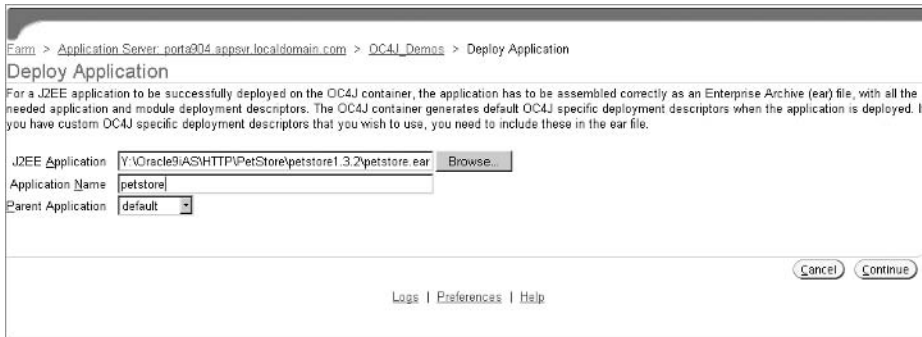 Farm > Application Server: porta904.appsvr.localdomain.com > OC4J_Demos > Deploy Application
Deploy Application
For a J2EE application to be successfully deployed on the OC4J container, the application has to be assembled correctly as an Enterprise Archive (ear) file, with all the
needed application and module deployment descriptors. The OC4J container generates default OC4J specific deployment descriptors when the application is deployed. I
you have custom OC4J specific deployment descriptors that you wish to use, you need to include these in the ear file.
J2EE Application Y:\Oracle9iAS\HTTP\PetStore\petstore1.3.2\petstore.ear Browse...
Application Name petstore
Parent Application default
Cancel Continue
Logs | Preferences | Help